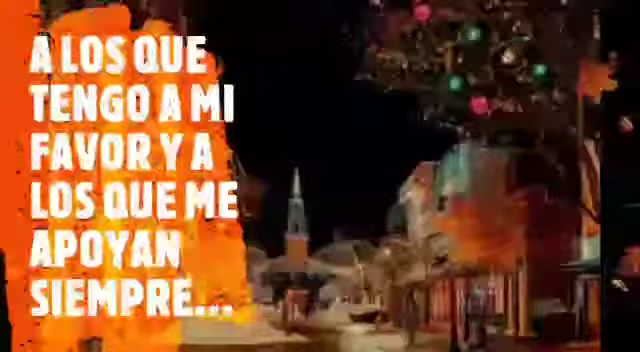 A LOS QUE
TENGO A MI
FAVOR Y A
LOS QUE ME
APOYAN
SIEMPRE...